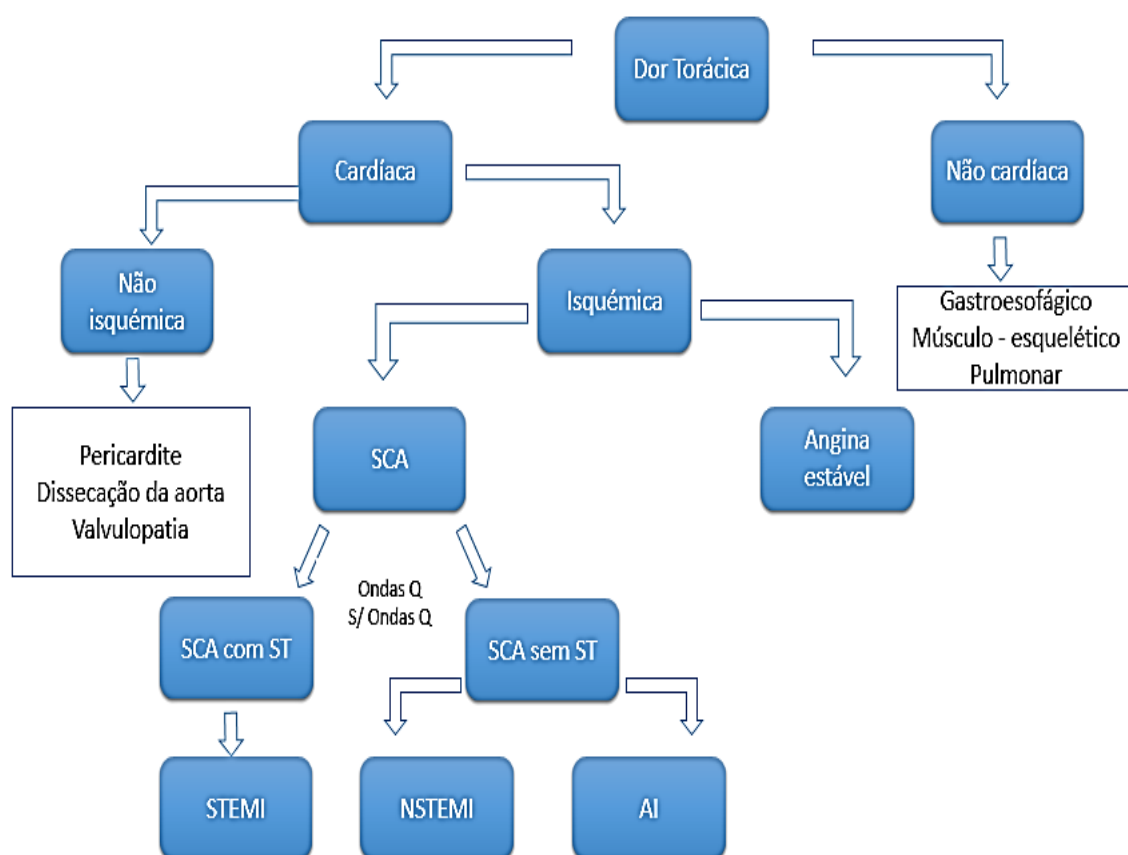 Dor Torácica
Cardíaca
Não cardíaca
Não
isquémica
Isquémica
Gastroesofágico
Músculo - esquelético
Pulmonar
Pericardite
Dissecação da aorta
Valvulopatia
SCA
Angina
estável
Ondas Q
S/ Ondas Q
SCA com ST
SCA sem ST
STEMI
NSTEMI
AI